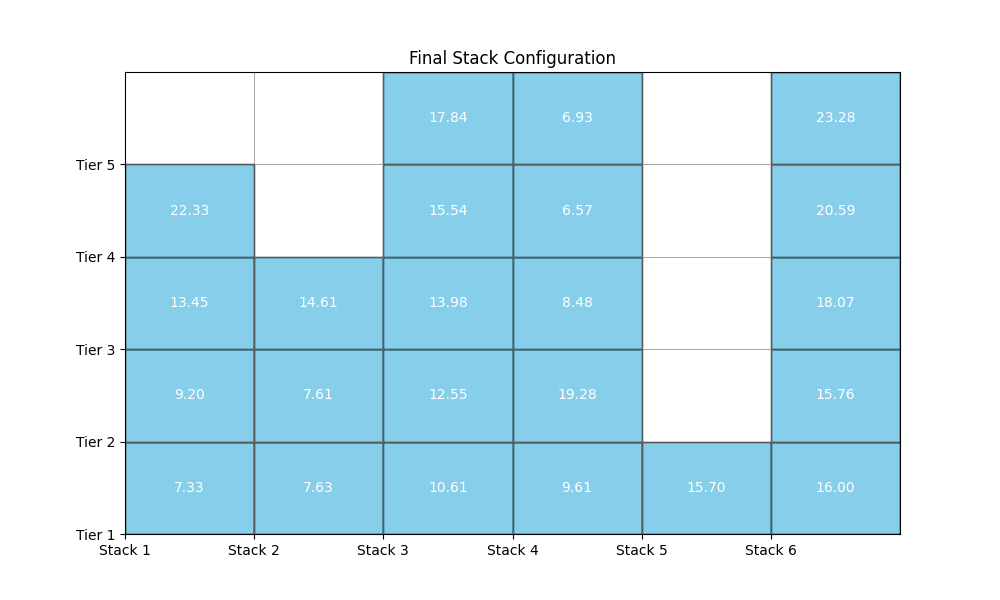 Final Stack Configuration
17.84 6.93 23.28
Tier 5
22.33 15.54 6.57 20.59
Tier 4
13.45 14.61 13.98 8.48 18.07
Tier 3
9.20 7.61 12.55 19.28 15.76
Tier 2
7.33 7.63 10.61 9.61 15.70 16.00
Tier 1
Stack 1 Stack 2 Stack 3 Stack 4 Stack 5 Stack 6